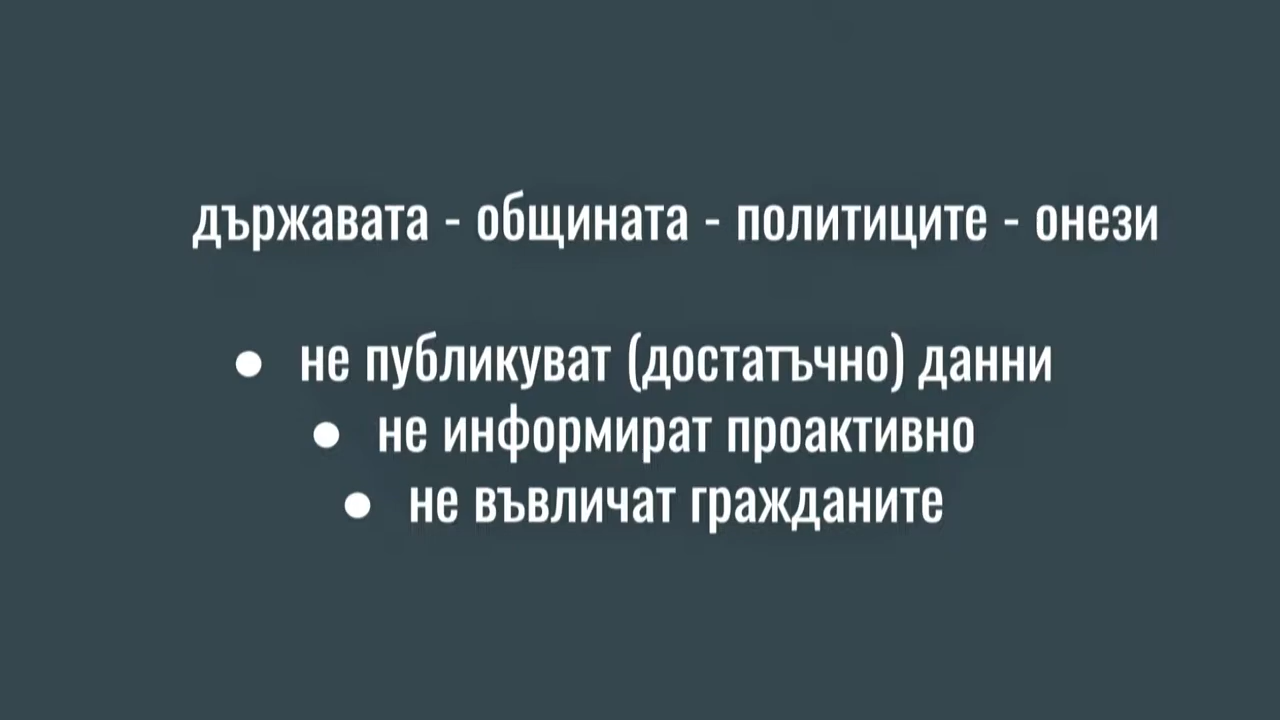 държавата - общината - политиците - онези
● не публикуват (достатъчно) данни
● не информират проактивно
● не въвличат гражданите